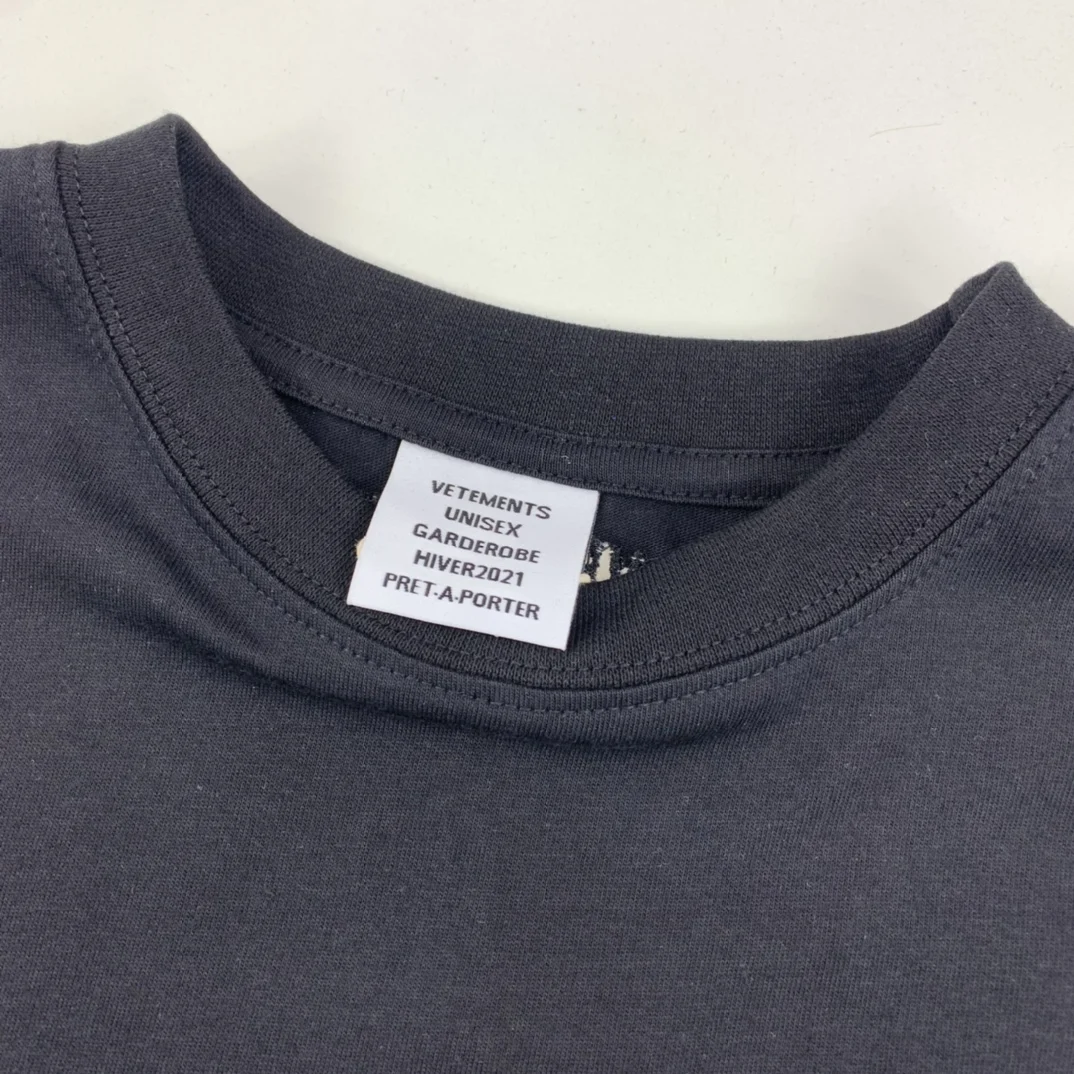 VETEMENTS
UNISEX
GARDEROBE
HIVER2021
PRET-A-PORTER